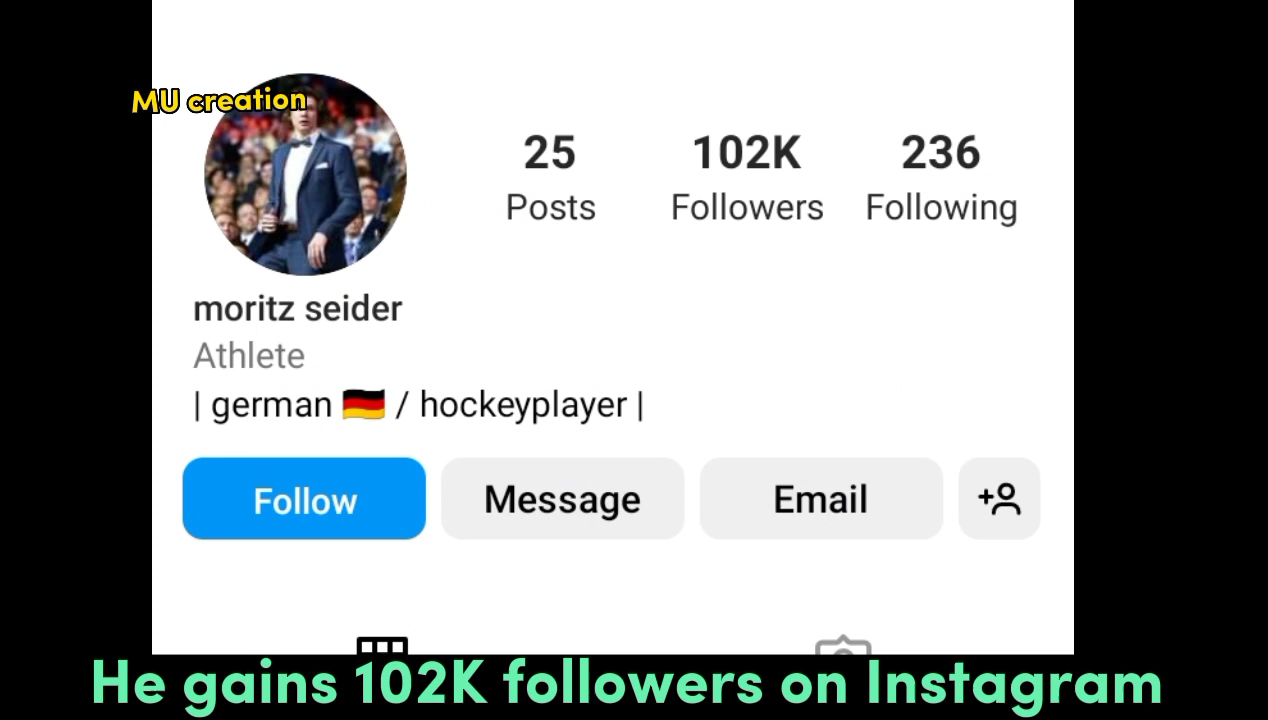 MU creation
25 102K 236
Posts Followers Following
moritz seider
Athlete
| german 🇩🇪 / hockeyplayer |
Follow Message Email
He gains 102K followers on Instagram